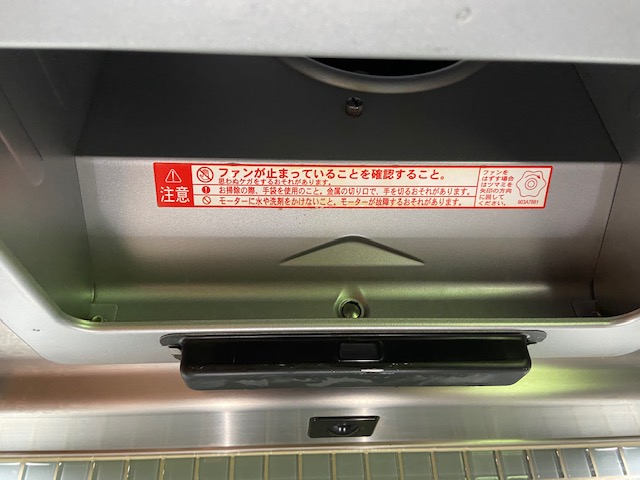 注意
ファンが止まっていることを確認すること。
思わぬケガをするおそれがあります。
お掃除の際、手袋を使用のこと。金属の切り口で、手を切るおそれがあります。
モーターに水や洗剤をかけないこと。モーターが故障するおそれがあります。
ファンを
はずす場合
はツマミを
矢印の方向
に回して
ください。
903A7881